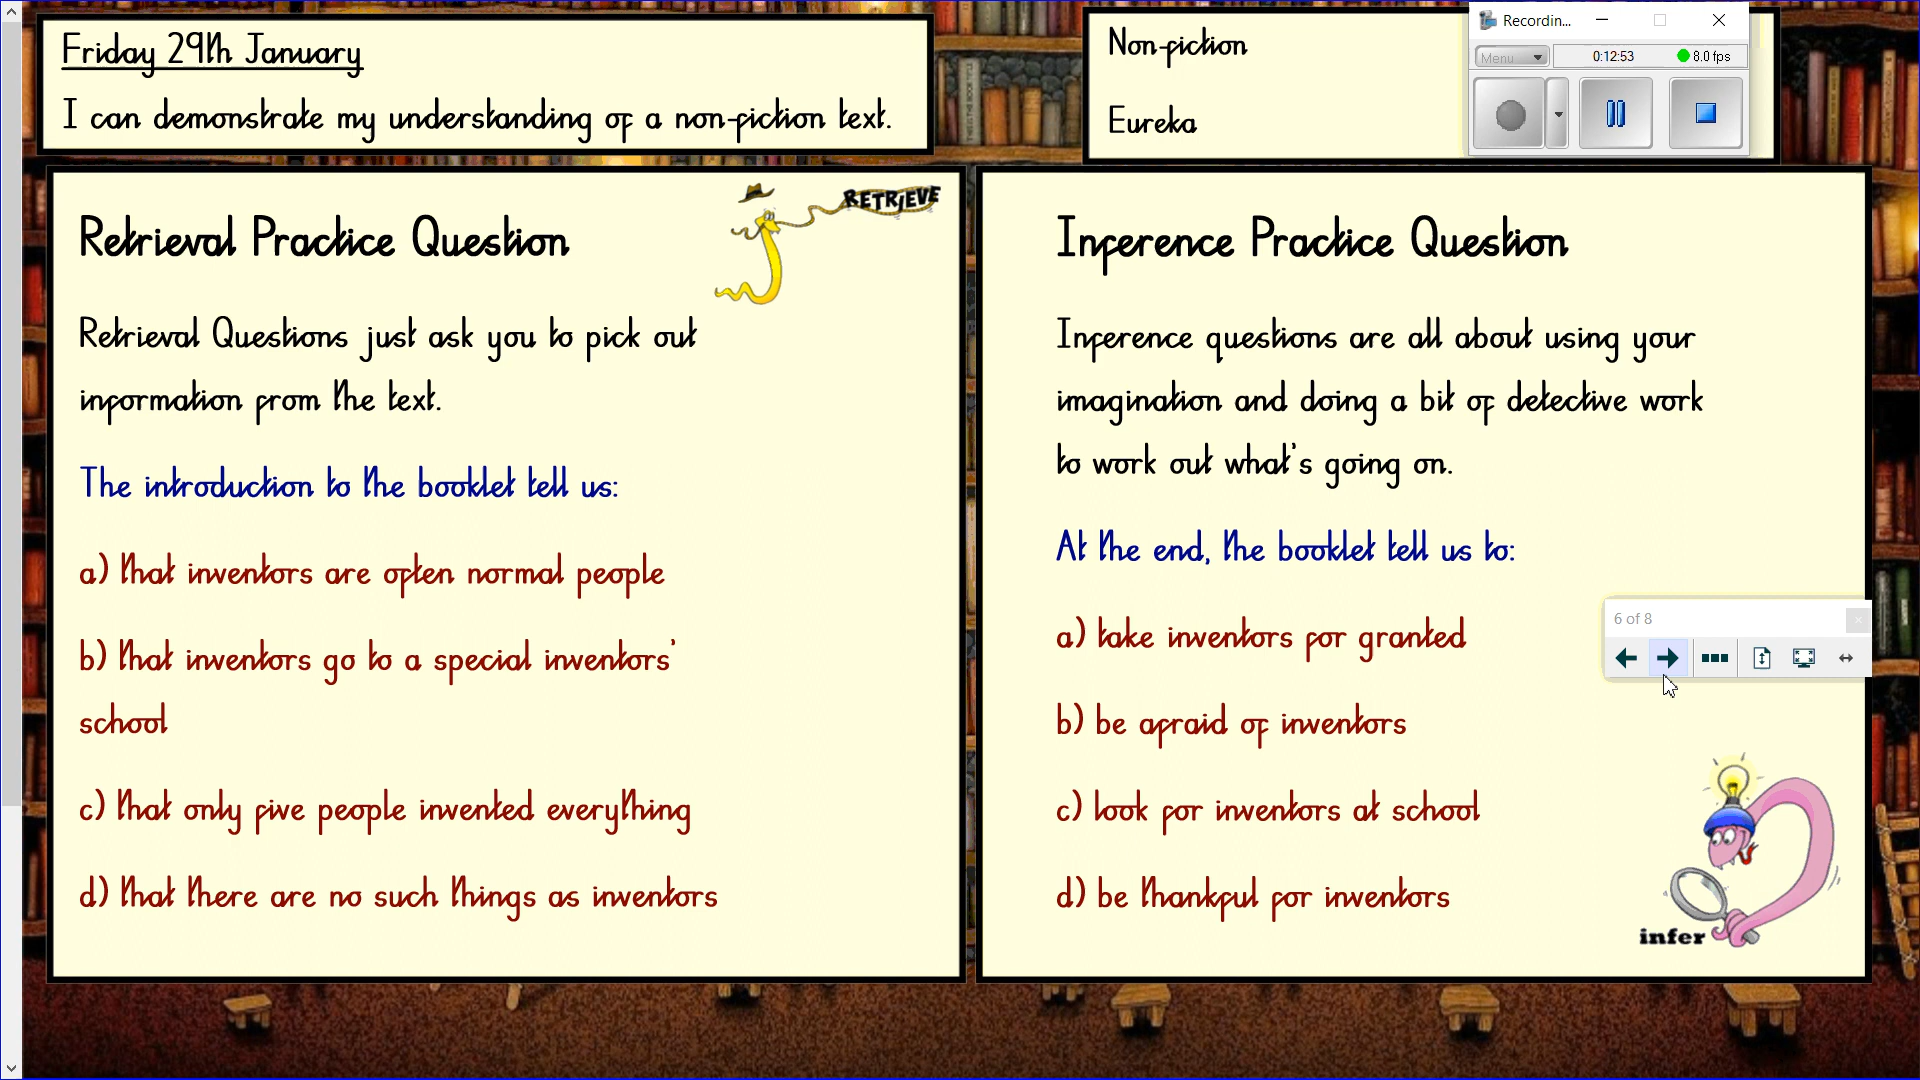 Friday 29th January
I can demonstrate my understanding of a non-fiction text.
Non-fiction
Eureka
Recordin...
Menu
0:12:53
8.0 fps
RETRIEVE
Retrieval Practice Question
Retrieval Questions just ask you to pick out
information from the text.
The introduction to the booklet tell us:
a) that inventors are often normal people
b) that inventors go to a special inventors'
school
c) that only five people invented everything
d) that there are no such things as inventors
Inference Practice Question
Inference questions are all about using your
imagination and doing a bit of detective work
to work out what's going on.
At the end, the booklet tell us to:
a) take inventors for granted
b) be afraid of inventors
c) look for inventors at school
d) be thankful for inventors
6 of 8
infer